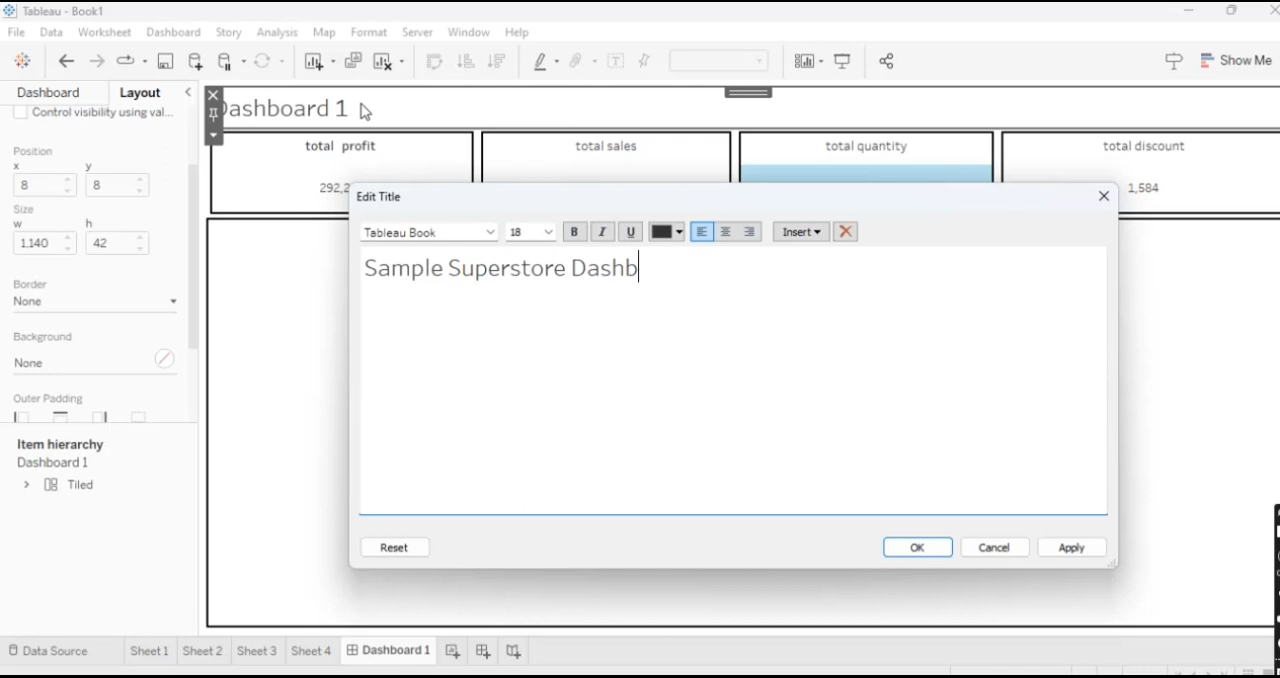 Tableau - Book1
File Data Worksheet Dashboard Story Analysis Map Format Server Window Help
Show Me
Dashboard Layout
Control visibility using val...
Position
x y
8 8
Size
w h
1,140 42
Border
None
Background
None
Outer Padding
Item hierarchy
Dashboard 1
Tiled
Dashboard 1
total profit total sales total quantity total discount
292,2 1,584
Edit Title
Tableau Book 18 B I U Insert
Sample Superstore Dashb
Reset OK Cancel Apply
Data Source Sheet 1 Sheet 2 Sheet 3 Sheet 4 Dashboard 1